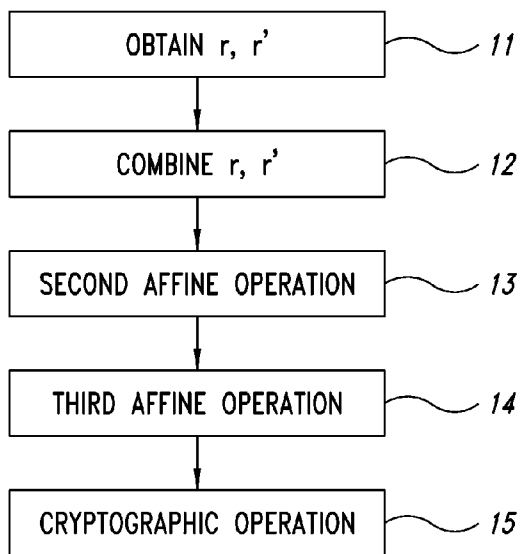 OBTAIN r, r' 11
COMBINE r, r' 12
SECOND AFFINE OPERATION 13
THIRD AFFINE OPERATION 14
CRYPTOGRAPHIC OPERATION 15